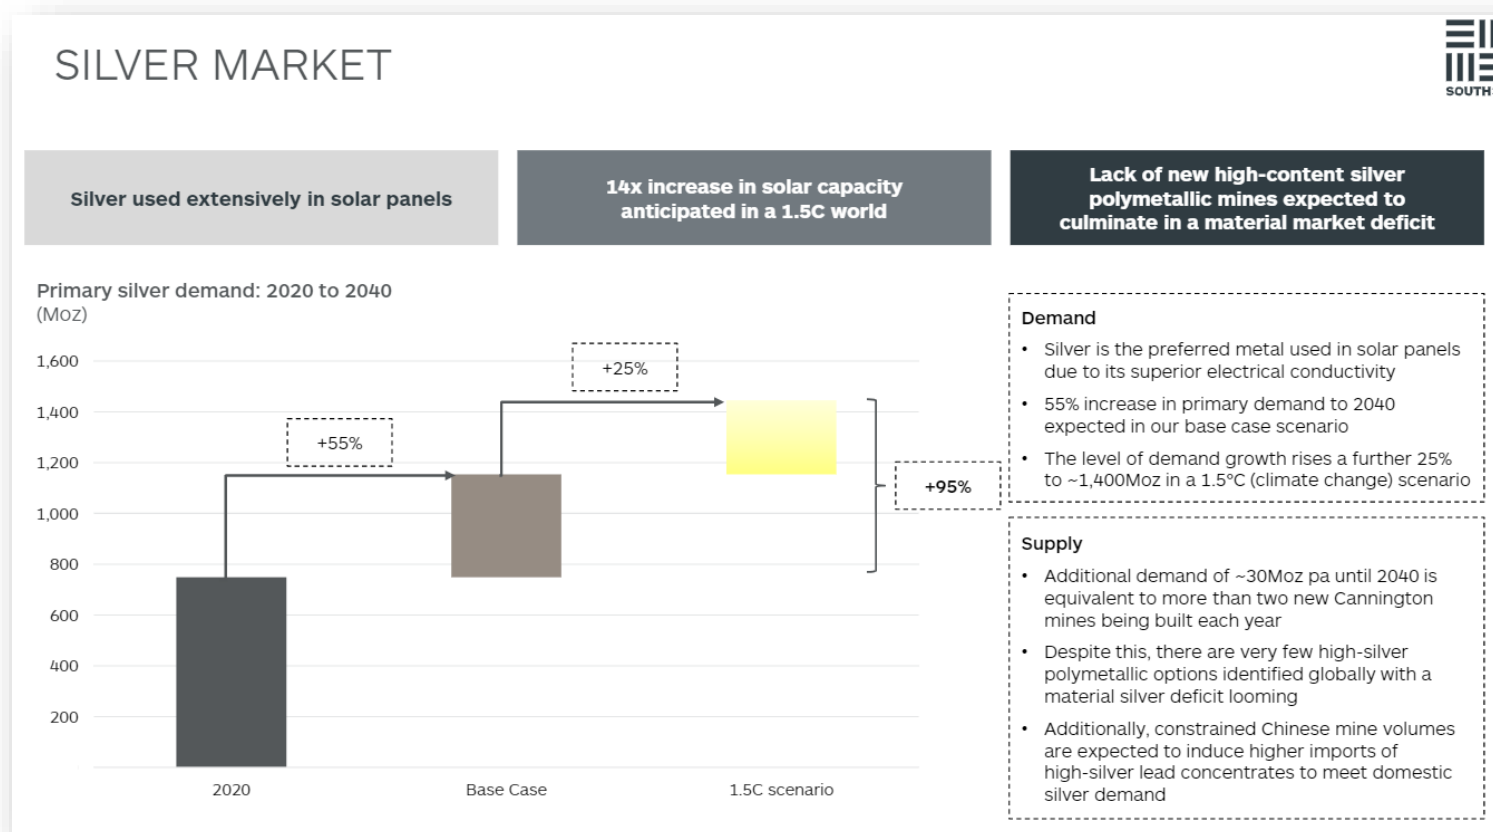 SILVER MARKET
SOUTH
Silver used extensively in solar panels
14x increase in solar capacity
anticipated in a 1.5C world
Lack of new high-content silver
polymetallic mines expected to
culminate in a material market deficit
Primary silver demand: 2020 to 2040
(Moz)
1,600
1,400
1,200
1,000
800
600
400
200
+55%
+25%
+95%
2020
Base Case
1.5C scenario
Demand
• Silver is the preferred metal used in solar panels
due to its superior electrical conductivity
• 55% increase in primary demand to 2040
expected in our base case scenario
• The level of demand growth rises a further 25%
to ~1,400Moz in a 1.5°C (climate change) scenario
Supply
• Additional demand of ~30Moz pa until 2040 is
equivalent to more than two new Cannington
mines being built each year
• Despite this, there are very few high-silver
polymetallic options identified globally with a
material silver deficit looming
• Additionally, constrained Chinese mine volumes
are expected to induce higher imports of
high-silver lead concentrates to meet domestic
silver demand